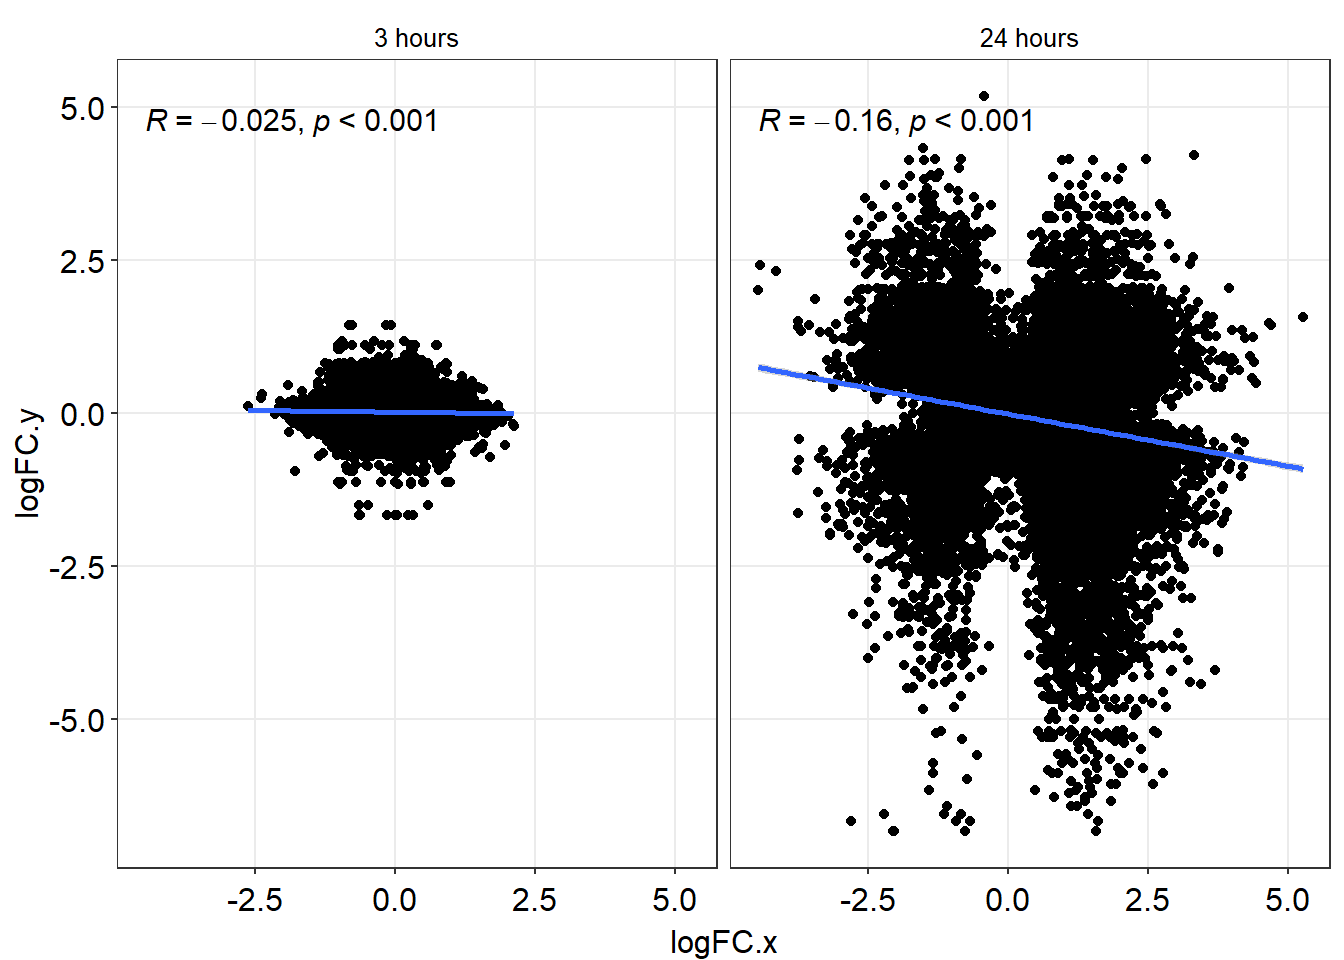 3 hours
24 hours
R = −0.025, p < 0.001
R = −0.16, p < 0.001
5.0
2.5
0.0
-2.5
-5.0
logFC.y
-2.5 0.0 2.5 5.0
-2.5 0.0 2.5 5.0
logFC.x